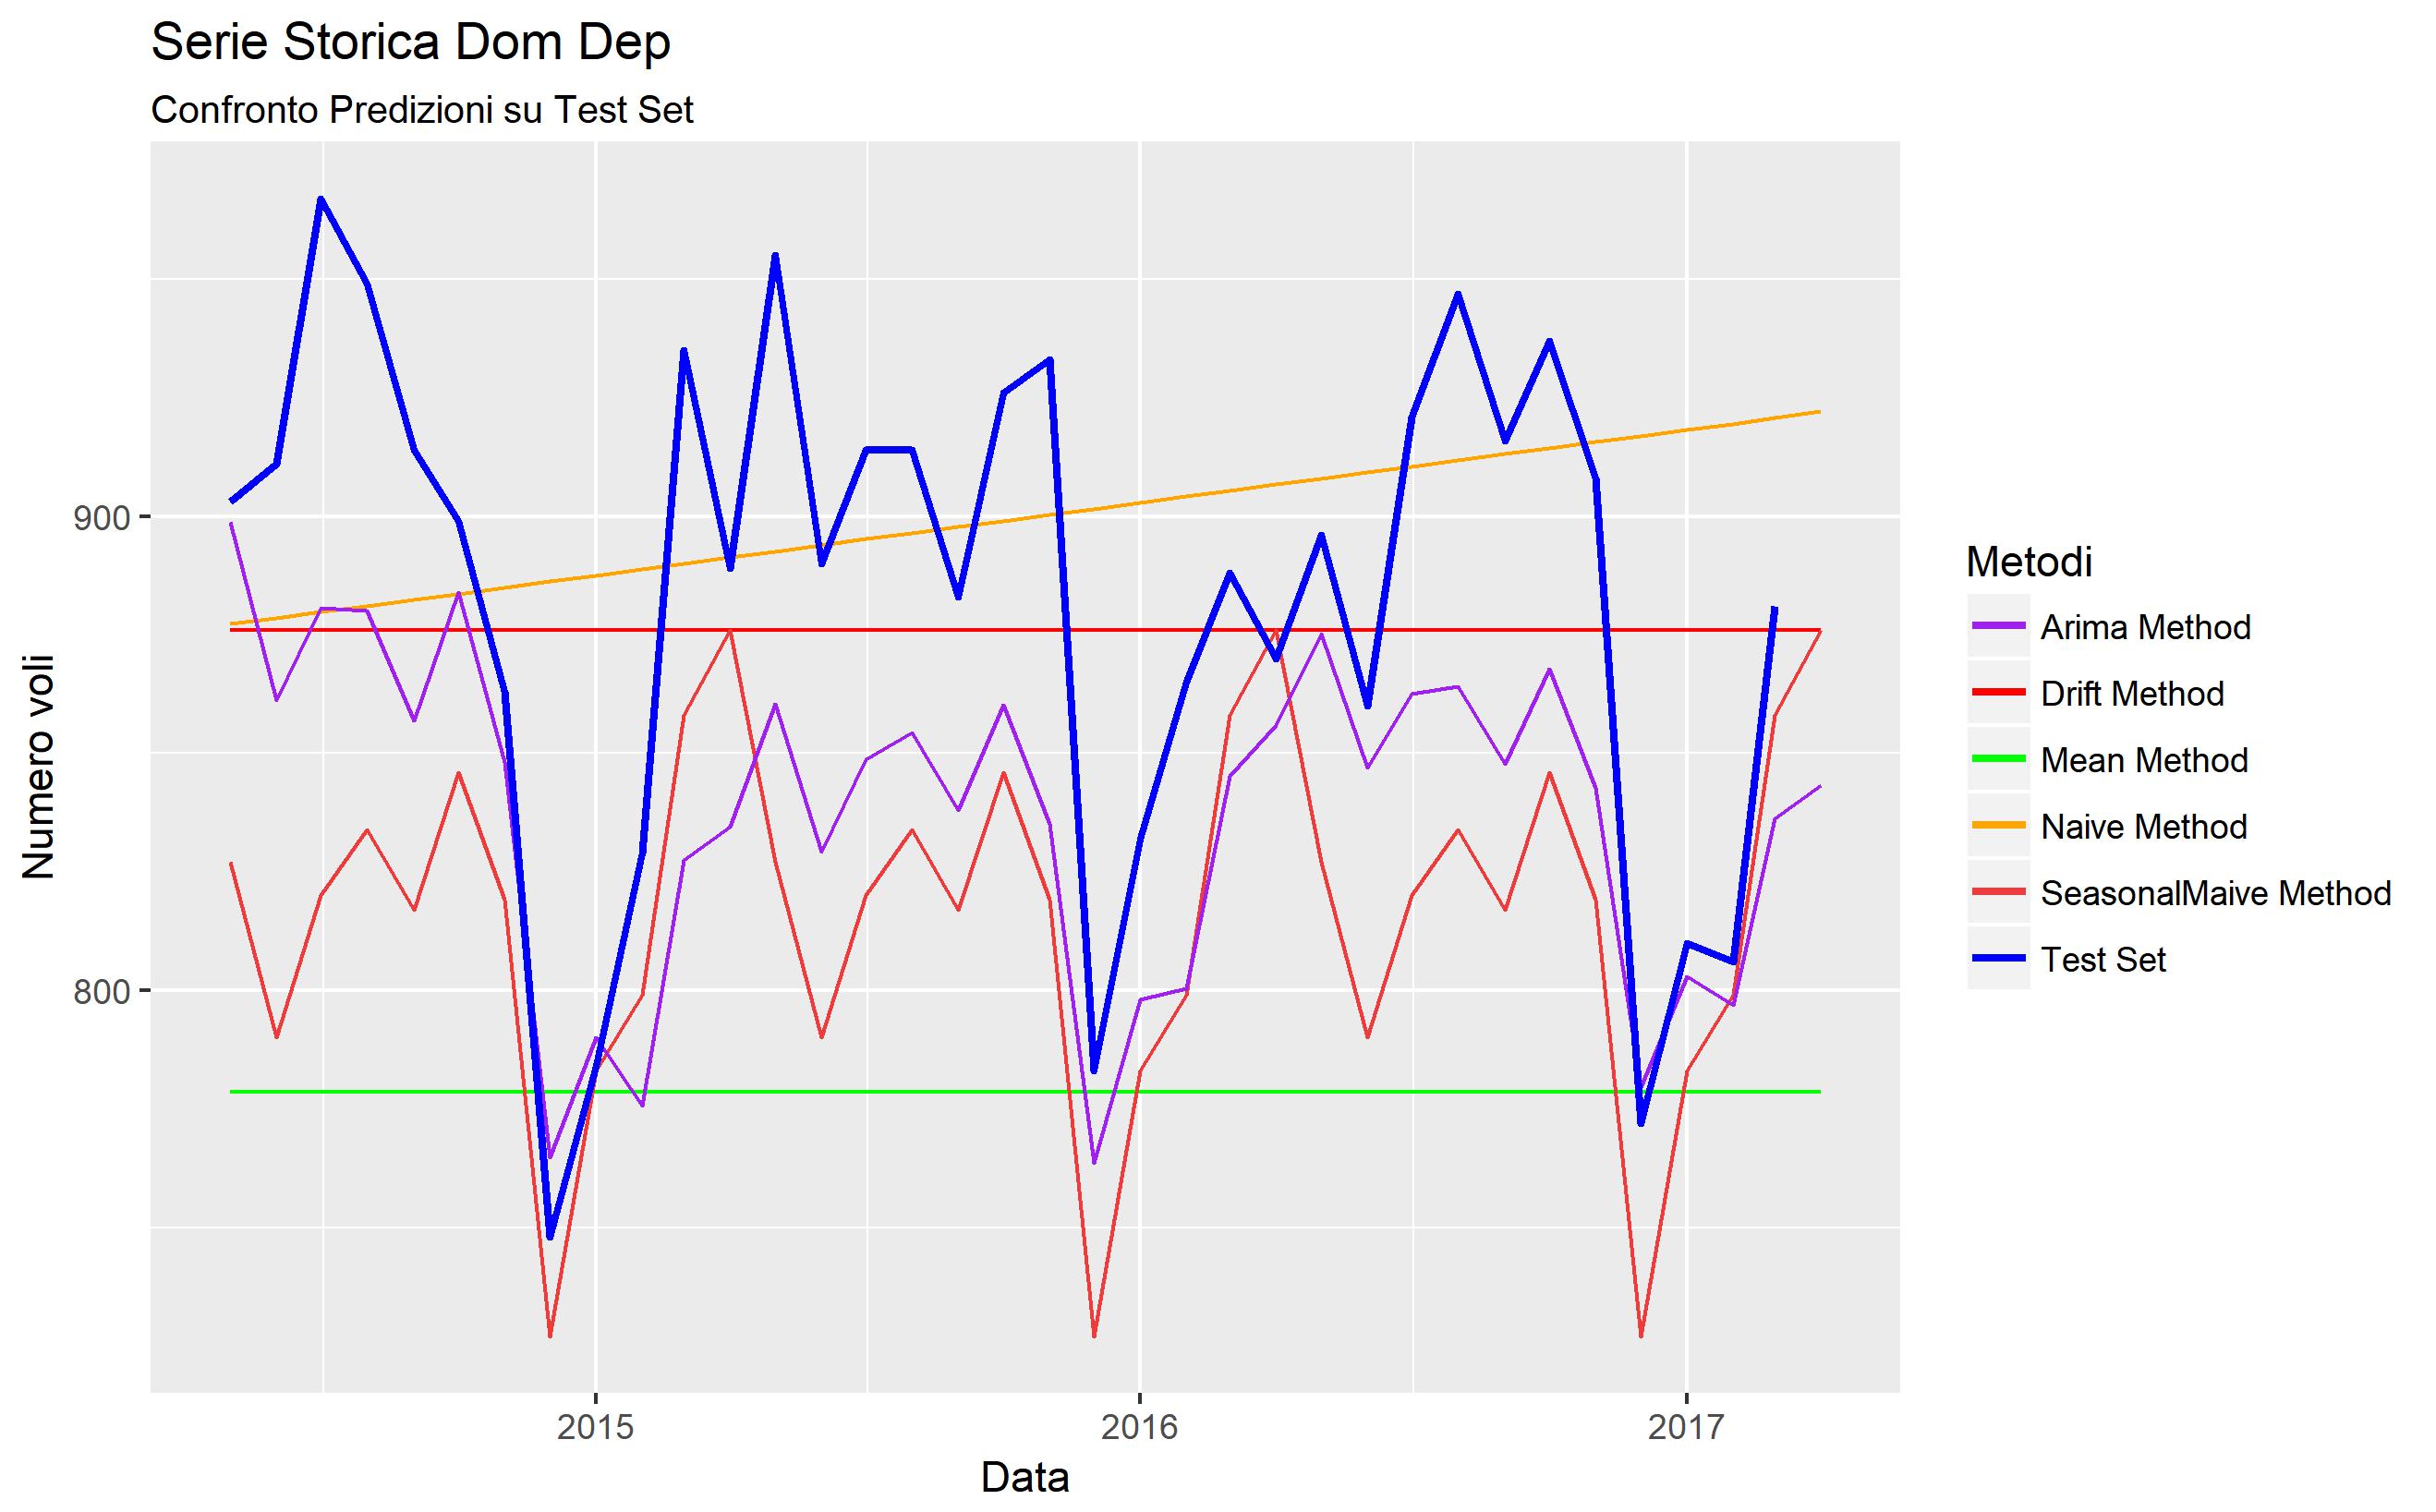 Serie Storica Dom Dep
Confronto Predizioni su Test Set
Numero voli
900
800
2015
2016
2017
Data
Metodi
Arima Method
Drift Method
Mean Method
Naive Method
SeasonalMaive Method
Test Set